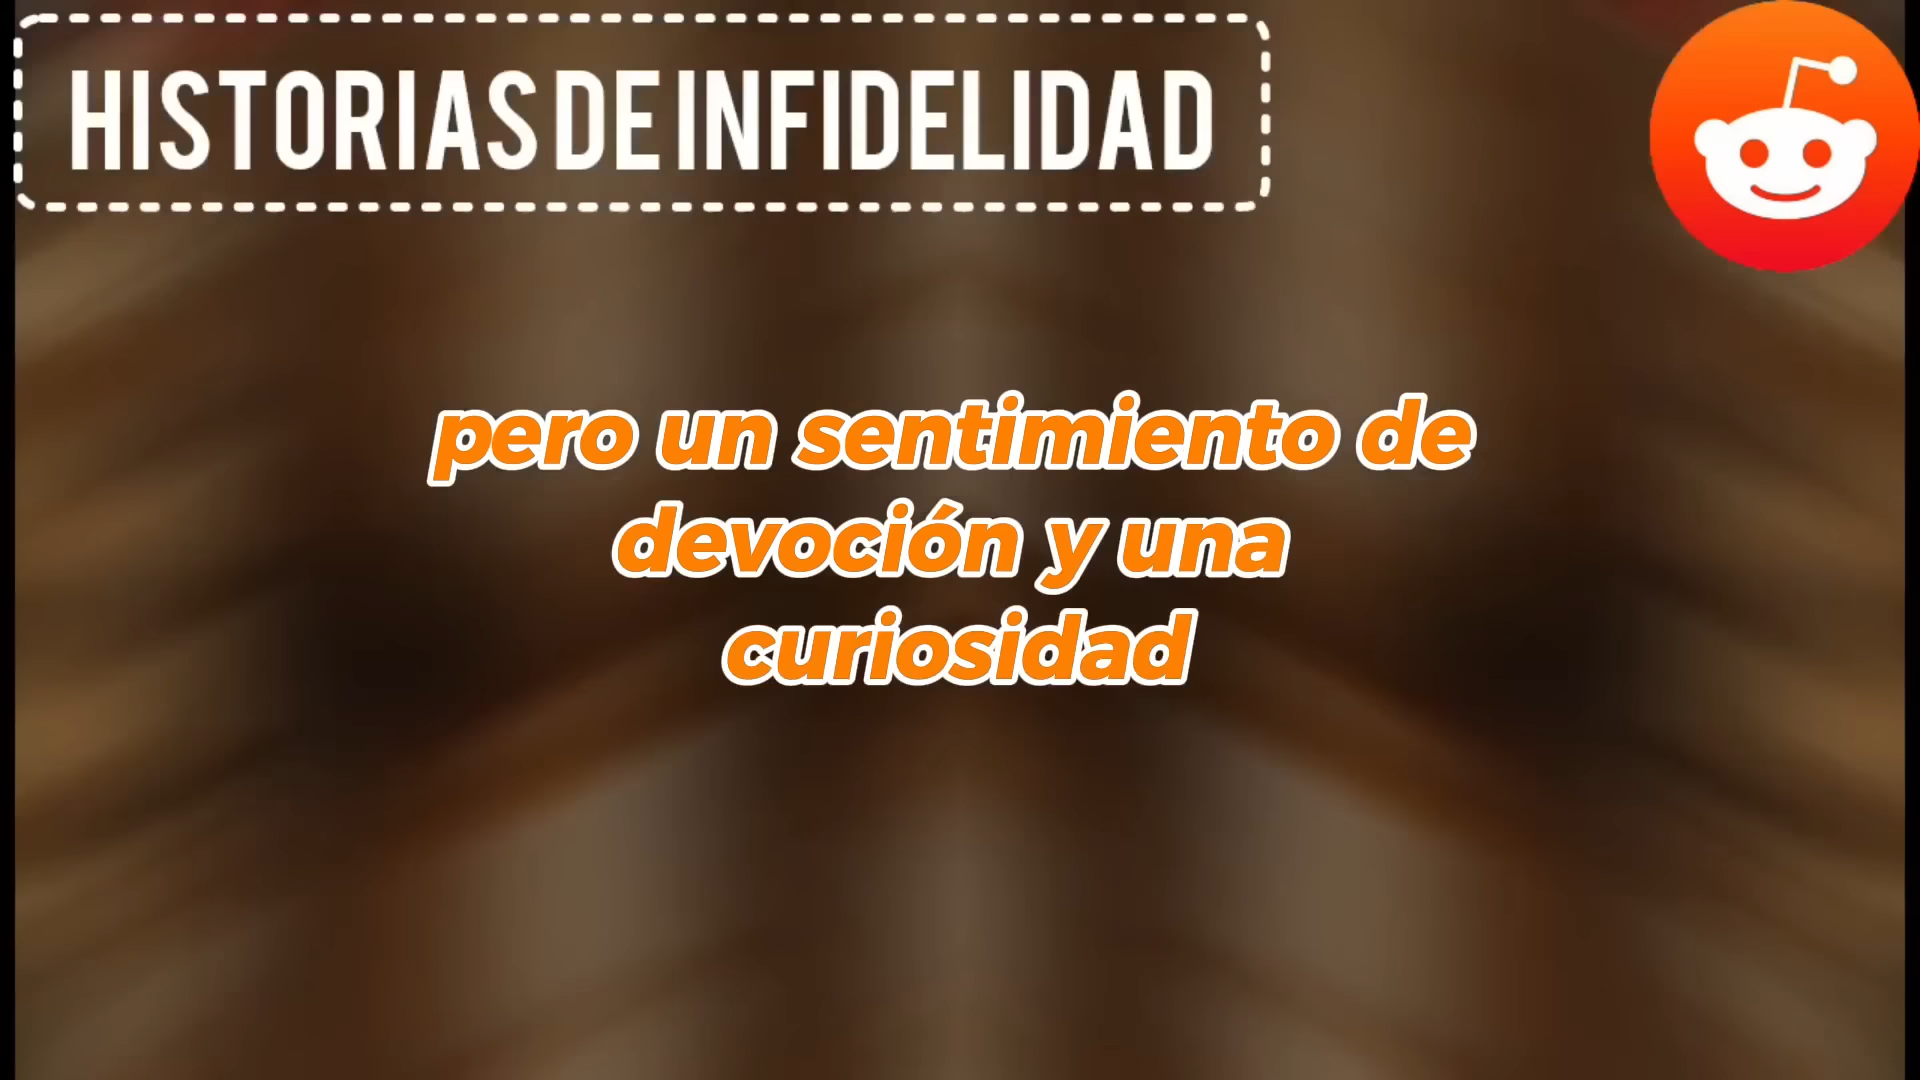 HISTORIAS DE INFIDELIDAD
pero un sentimiento de
devoción y una
curiosidad